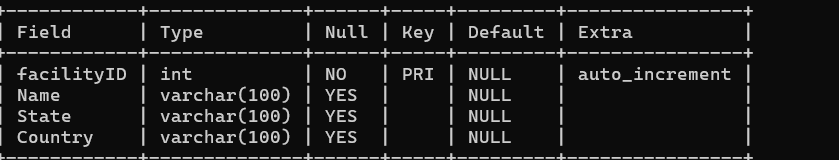 +------------+--------------+------+-----+---------+----------------+
| Field | Type | Null | Key | Default | Extra |
+------------+--------------+------+-----+---------+----------------+
| facilityID | int | NO | PRI | NULL | auto_increment |
| Name | varchar(100) | YES | | NULL | |
| State | varchar(100) | YES | | NULL | |
| Country | varchar(100) | YES | | NULL | |
+------------+--------------+------+-----+---------+----------------+